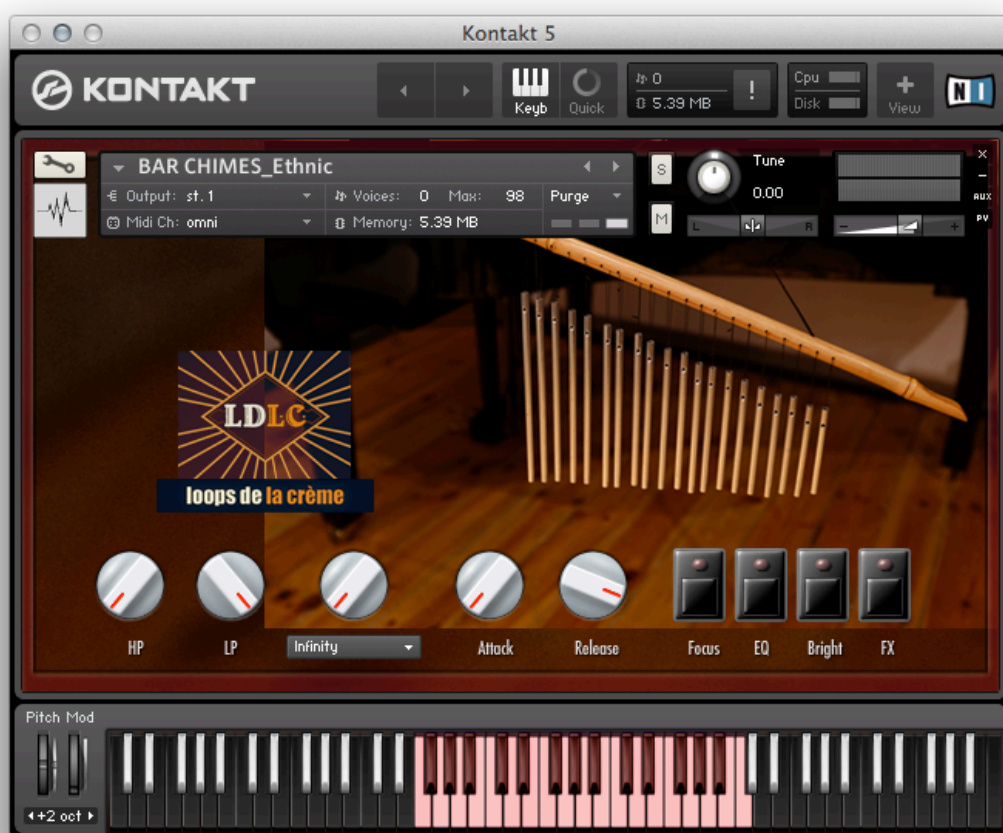 Kontakt 5
KONTAKT
Keyb
Quick
0
5.39 MB
!
Cpu
Disk
View
NI
BAR CHIMES_Ethnic
Output: st. 1
Voices: 0 Max: 98
Purge
Midi Ch: omni
Memory: 5.39 MB
S
M
Tune
0.00
L
R
-
+
X
-
AUX
PV
LDLC
loops de la crème
HP
LP
Infinity
Attack
Release
Focus
EQ
Bright
FX
Pitch Mod
+2 oct